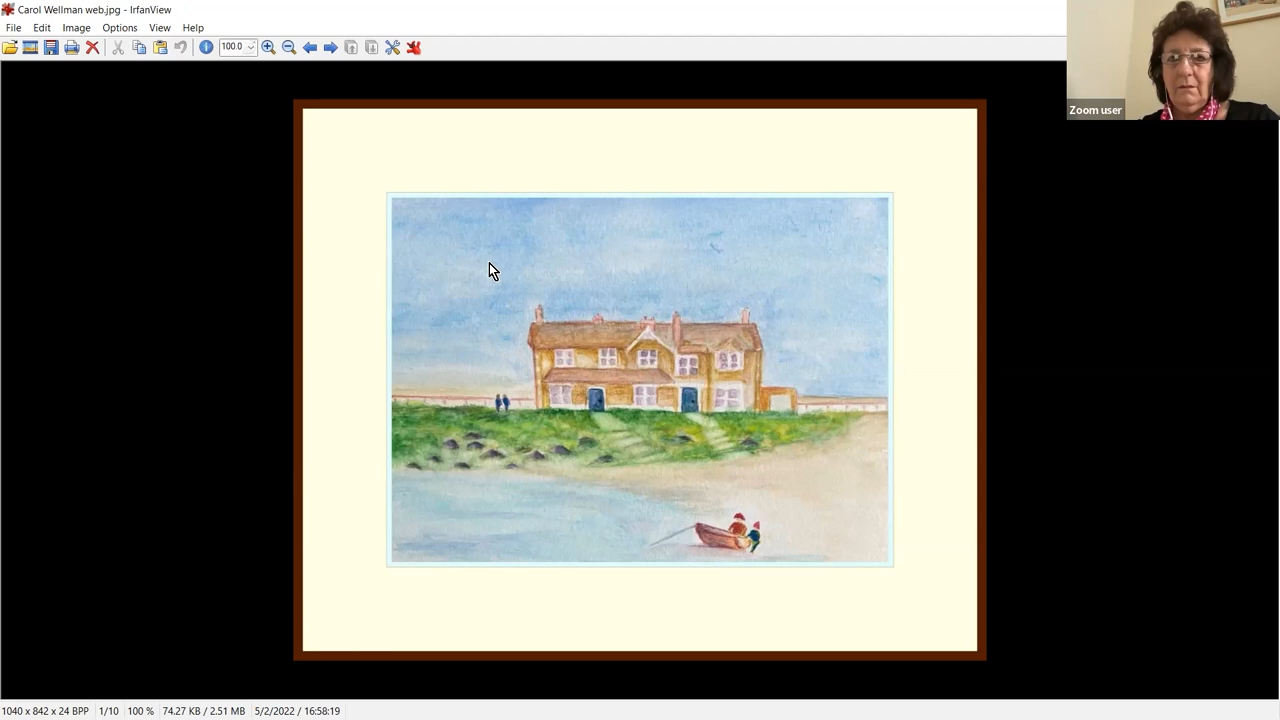 Carol Wellman web.jpg - IrfanView
File Edit Image Options View Help
100.0
Zoom user
1040 x 842 x 24 BPP 1/10 100 % 74.27 KB / 2.51 MB 5/2/2022 / 16:58:19